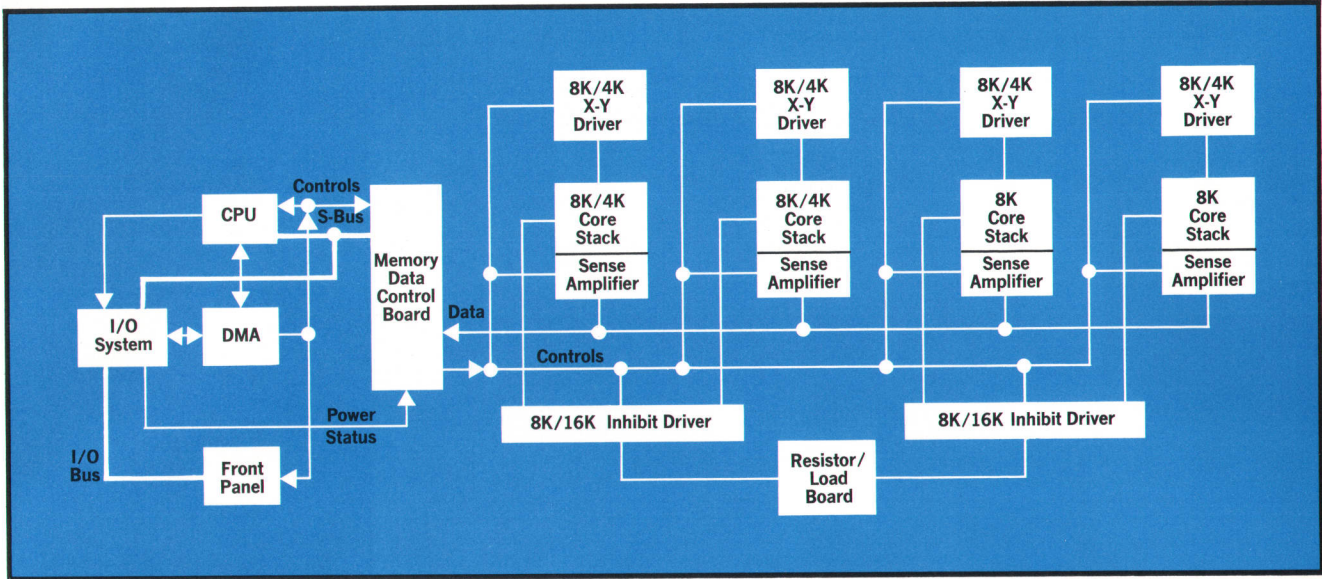 8K/4K
X-Y
Driver
8K/4K
X-Y
Driver
8K/4K
X-Y
Driver
8K/4K
X-Y
Driver
8K/4K
Core
Stack
Sense
Amplifier
8K/4K
Core
Stack
Sense
Amplifier
8K
Core
Stack
Sense
Amplifier
8K
Core
Stack
Sense
Amplifier
CPU
Controls
S-Bus
Memory
Data
Control
Board
I/O
System
DMA
Data
Controls
Power
Status
I/O
Bus
Front
Panel
8K/16K Inhibit Driver
8K/16K Inhibit Driver
Resistor/
Load
Board